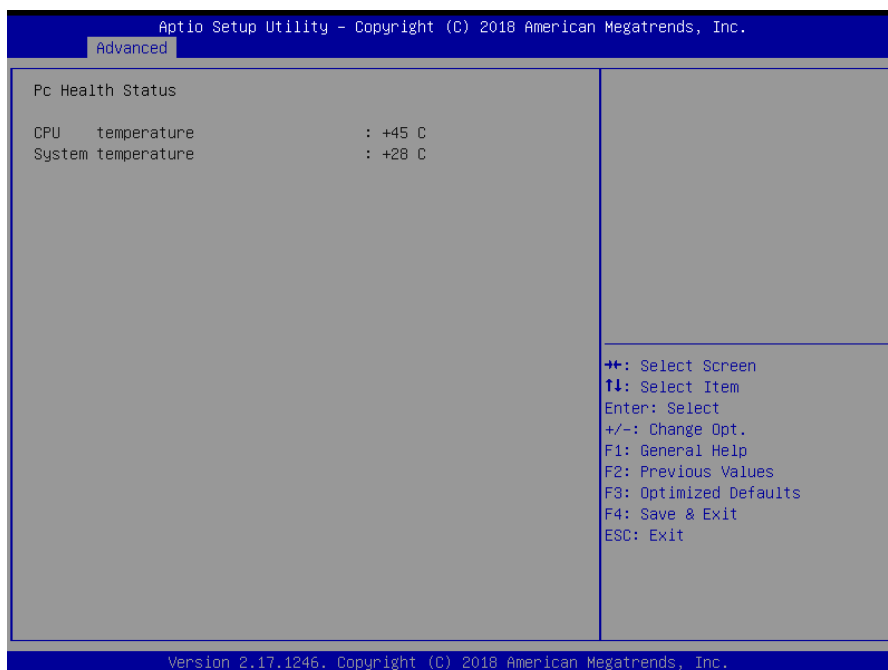 Aptio Setup Utility – Copyright (C) 2018 American Megatrends, Inc.
Advanced
Pc Health Status
CPU temperature : +45 C
System temperature : +28 C
→←: Select Screen
↑↓: Select Item
Enter: Select
+/-: Change Opt.
F1: General Help
F2: Previous Values
F3: Optimized Defaults
F4: Save & Exit
ESC: Exit
Version 2.17.1246. Copyright (C) 2018 American Megatrends, Inc.